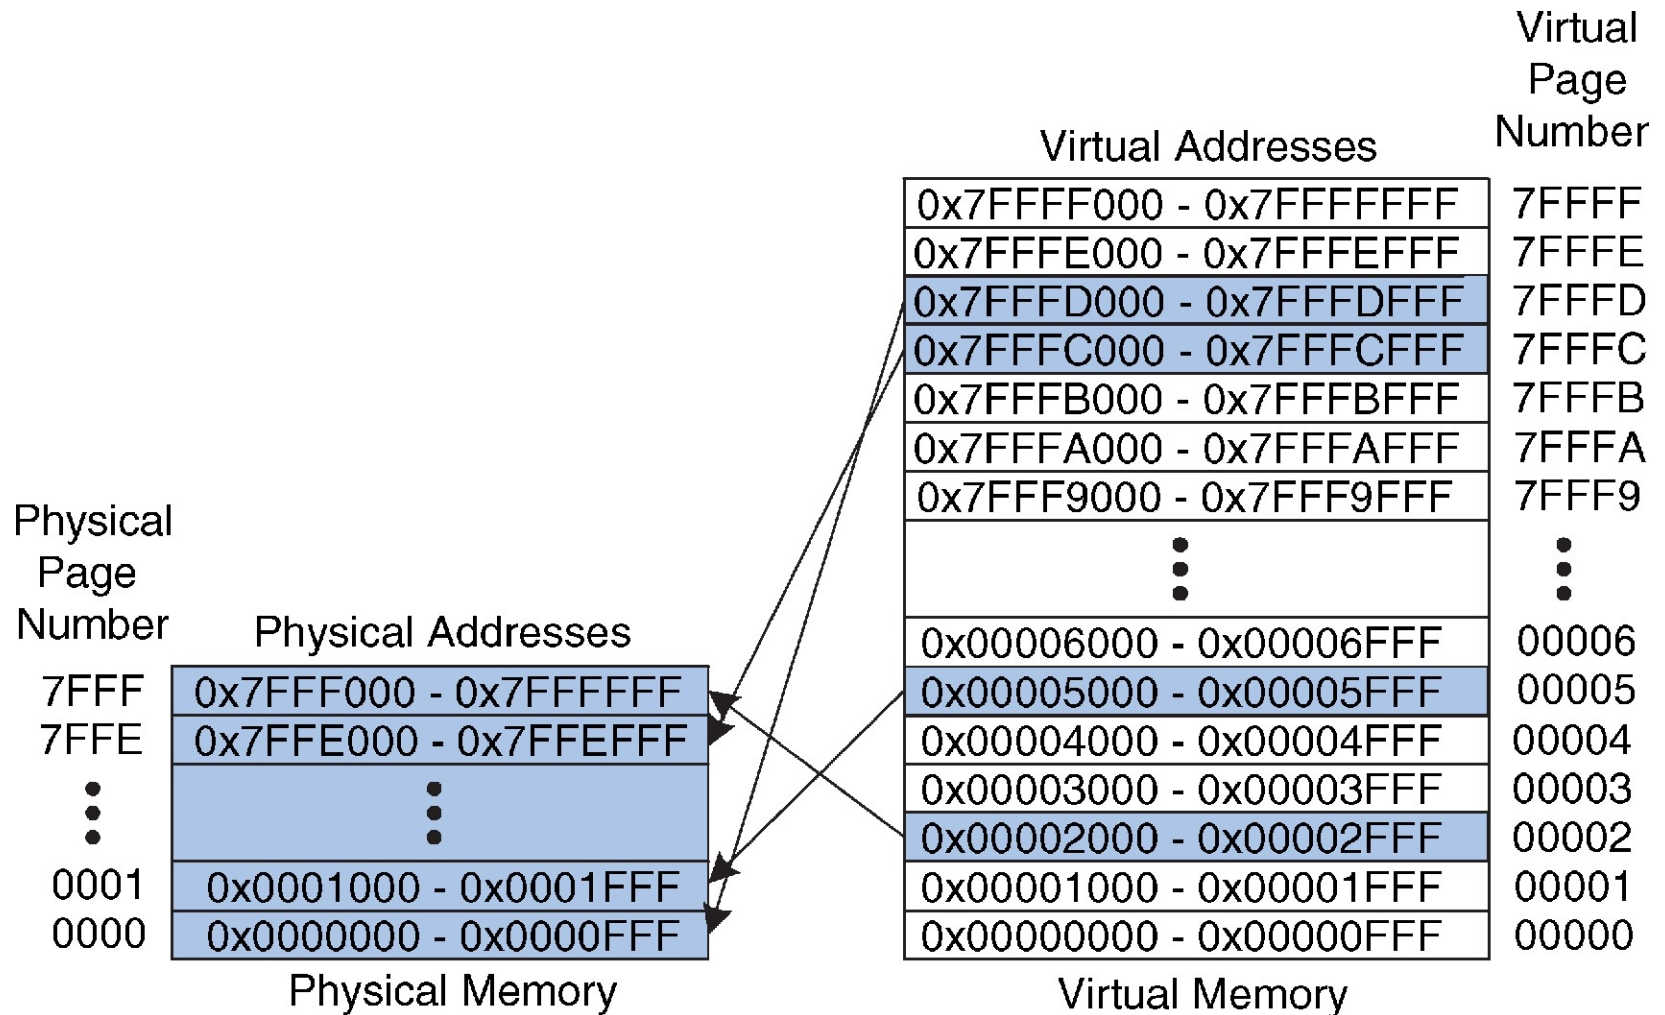 Virtual
Page
Number
Virtual Addresses
0x7FFFF000 - 0x7FFFFFFF 7FFFF
0x7FFFE000 - 0x7FFFEFFF 7FFFE
0x7FFFD000 - 0x7FFFDFFF 7FFFD
0x7FFFC000 - 0x7FFFCFFF 7FFFC
0x7FFFB000 - 0x7FFFBFFF 7FFFB
0x7FFFA000 - 0x7FFFAFFF 7FFFA
0x7FFF9000 - 0x7FFF9FFF 7FFF9
0x00006000 - 0x00006FFF 00006
0x00005000 - 0x00005FFF 00005
0x00004000 - 0x00004FFF 00004
0x00003000 - 0x00003FFF 00003
0x00002000 - 0x00002FFF 00002
0x00001000 - 0x00001FFF 00001
0x00000000 - 0x00000FFF 00000
Virtual Memory
Physical
Page
Number
Physical Addresses
7FFF 0x7FFF000 - 0x7FFFFFF
7FFE 0x7FFE000 - 0x7FFEFFF
0001 0x0001000 - 0x0001FFF
0000 0x0000000 - 0x0000FFF
Physical Memory